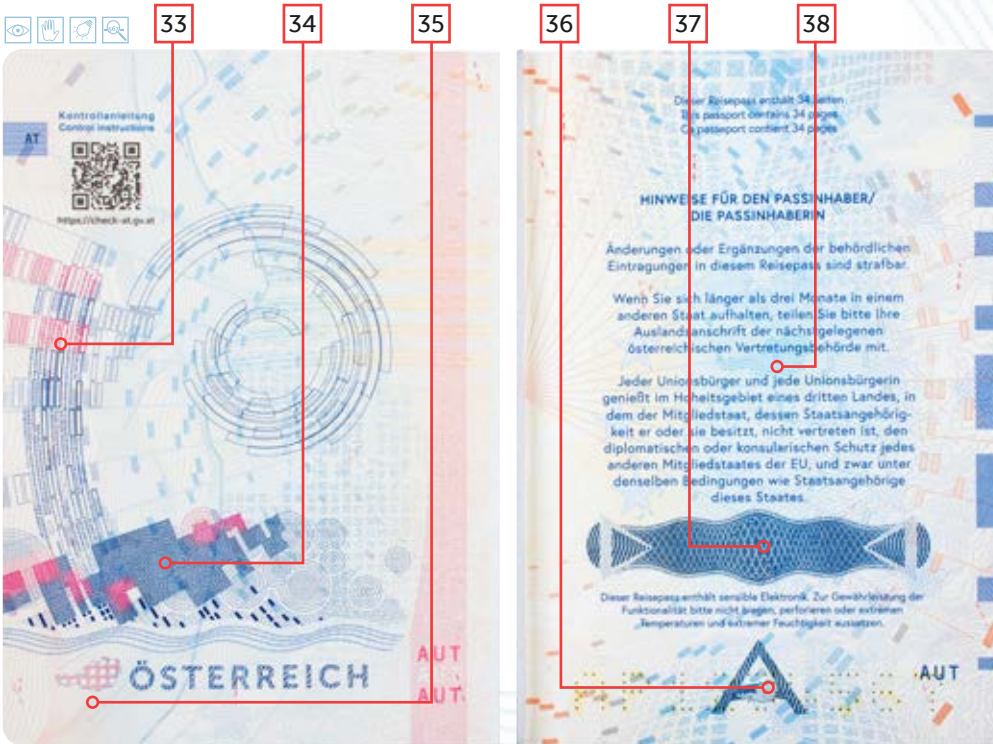 33
34
35
36
37
38
AT
Kontrollanleitung
Control instructions
https://check-at.gv.at
ÖSTERREICH
AUT
AUT
Dieser Reisepass enthält 34 Seiten
This passport contains 34 pages
Ce passeport contient 34 pages
HINWEISE FÜR DEN PASSINHABER/
DIE PASSINHABERIN
Änderungen oder Ergänzungen der behördlichen
Eintragungen in diesem Reisepass sind strafbar.
Wenn Sie sich länger als drei Monate in einem
anderen Staat aufhalten, teilen Sie bitte Ihre
Auslandsanschrift der nächstgelegenen
österreichischen Vertretungsbehörde mit.
Jeder Unionsbürger und jede Unionsbürgerin
genießt im Hoheitsgebiet eines dritten Landes, in
dem der Mitgliedstaat, dessen Staatsangehörig-
keit er oder sie besitzt, nicht vertreten ist, den
diplomatischen oder konsularischen Schutz jedes
anderen Mitgliedstaates der EU, und zwar unter
denselben Bedingungen wie Staatsangehörige
dieses Staates.
Dieser Reisepass enthält sensible Elektronik. Zur Gewährleistung der
Funktionalität bitte nicht biegen, perforieren oder extremen
Temperaturen und extremer Feuchtigkeit aussetzen.
A
AUT